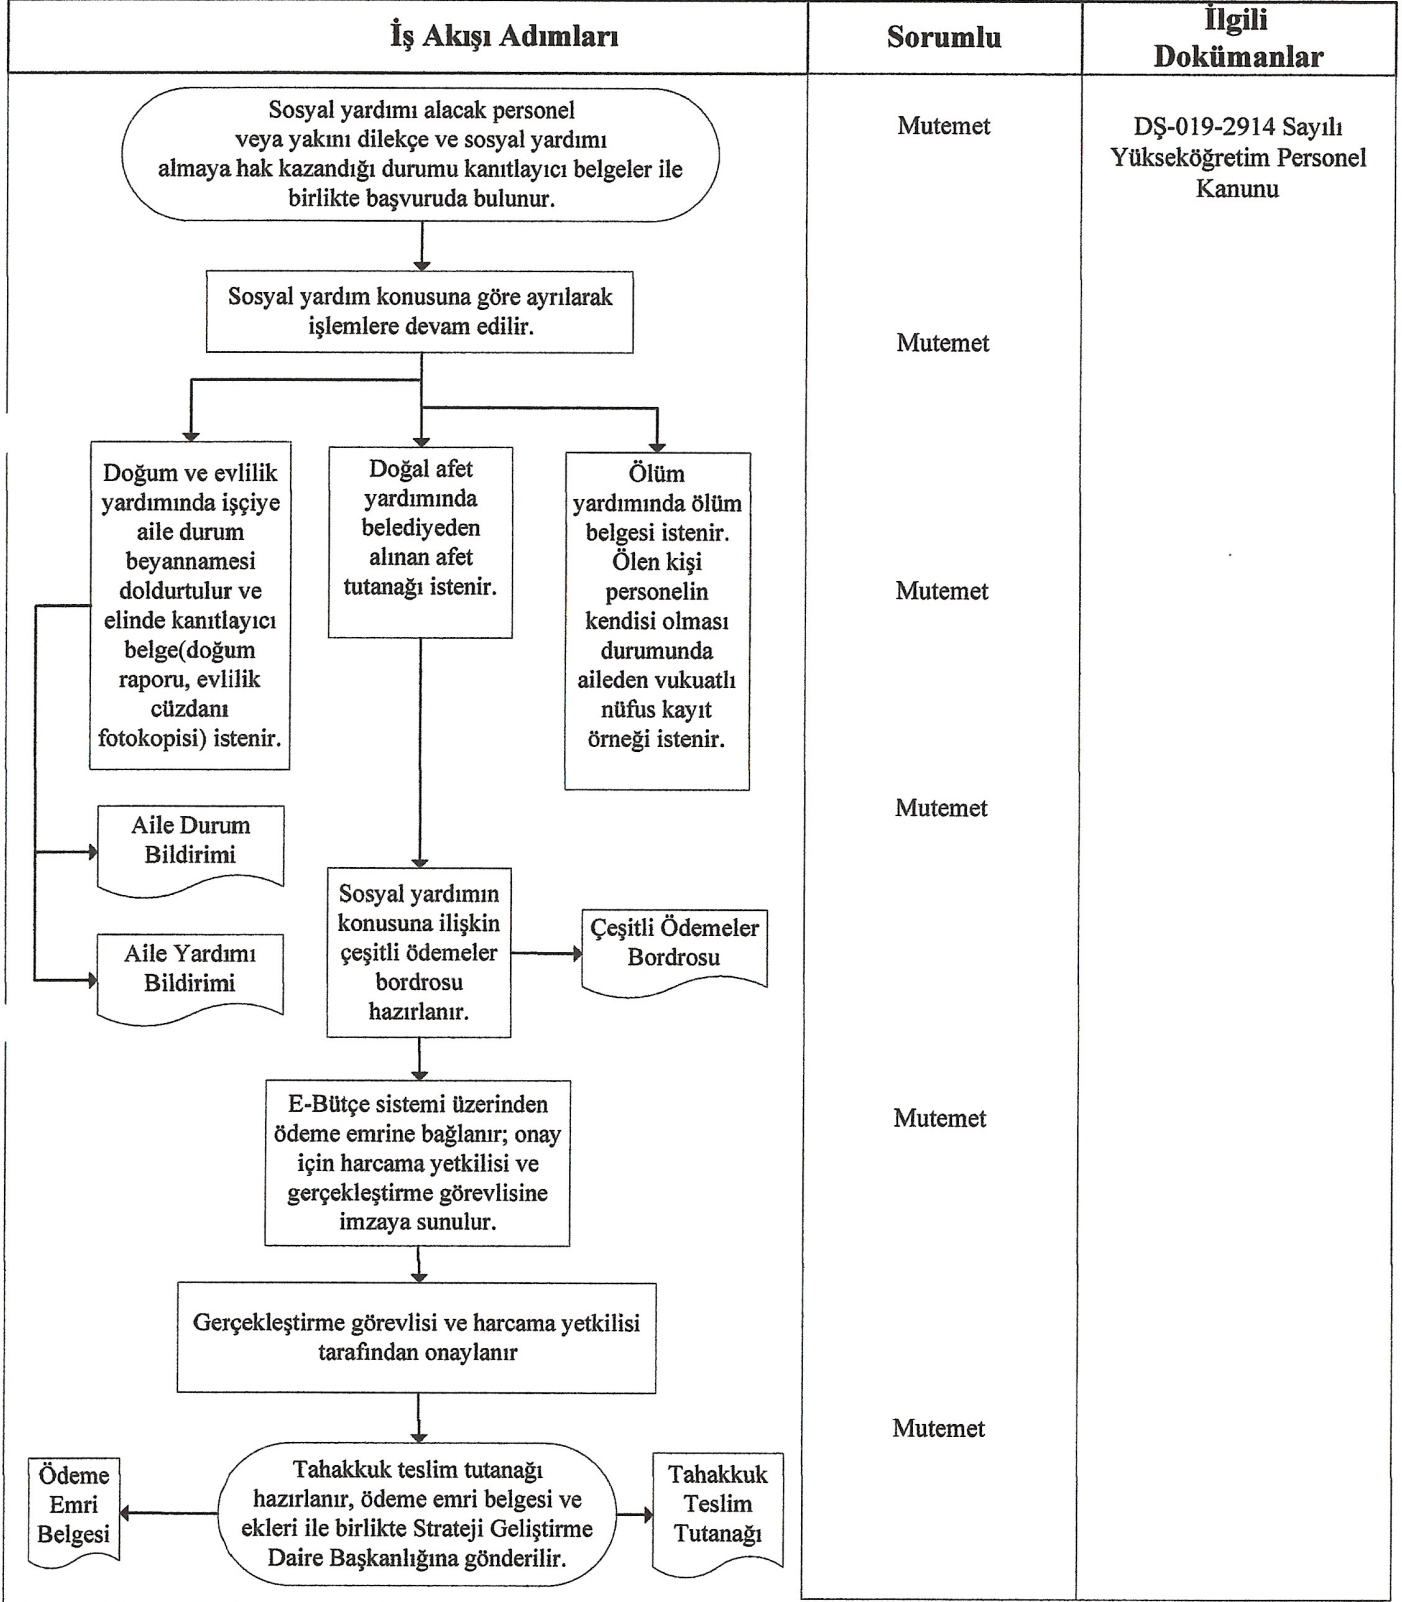 İş Akışı Adımları
Sorumlu
İlgili
Dokümanlar
Sosyal yardımı alacak personel
veya yakını dilekçe ve sosyal yardımı
almaya hak kazandığı durumu kanıtlayıcı belgeler ile
birlikte başvuruda bulunur.
Mutemet
DŞ-019-2914 Sayılı
Yükseköğretim Personel
Kanunu
Sosyal yardım konusuna göre ayrılarak
işlemlere devam edilir.
Mutemet
Doğum ve evlilik
yardımında işçiye
aile durum
beyannamesi
doldurtulur ve
elinde kanıtlayıcı
belge(doğum
raporu, evlilik
cüzdanı
fotokopisi) istenir.
Doğal afet
yardımında
belediyeden
alınan afet
tutanağı istenir.
Ölüm
yardımında ölüm
belgesi istenir.
Ölen kişi
personelin
kendisi olması
durumunda
aileden vukuatlı
nüfus kayıt
örneği istenir.
Mutemet
Aile Durum
Bildirimi
Aile Yardımı
Bildirimi
Sosyal yardımın
konusuna ilişkin
çeşitli ödemeler
bordrosu
hazırlanır.
Çeşitli Ödemeler
Bordrosu
Mutemet
E-Bütçe sistemi üzerinden
ödeme emrine bağlanır; onay
için harcama yetkilisi ve
gerçekleştirme görevlisine
imzaya sunulur.
Mutemet
Gerçekleştirme görevlisi ve harcama yetkilisi
tarafından onaylanır
Mutemet
Ödeme
Emri
Belgesi
Tahakkuk teslim tutanağı
hazırlanır, ödeme emri belgesi ve
ekleri ile birlikte Strateji Geliştirme
Daire Başkanlığına gönderilir.
Tahakkuk
Teslim
Tutanağı